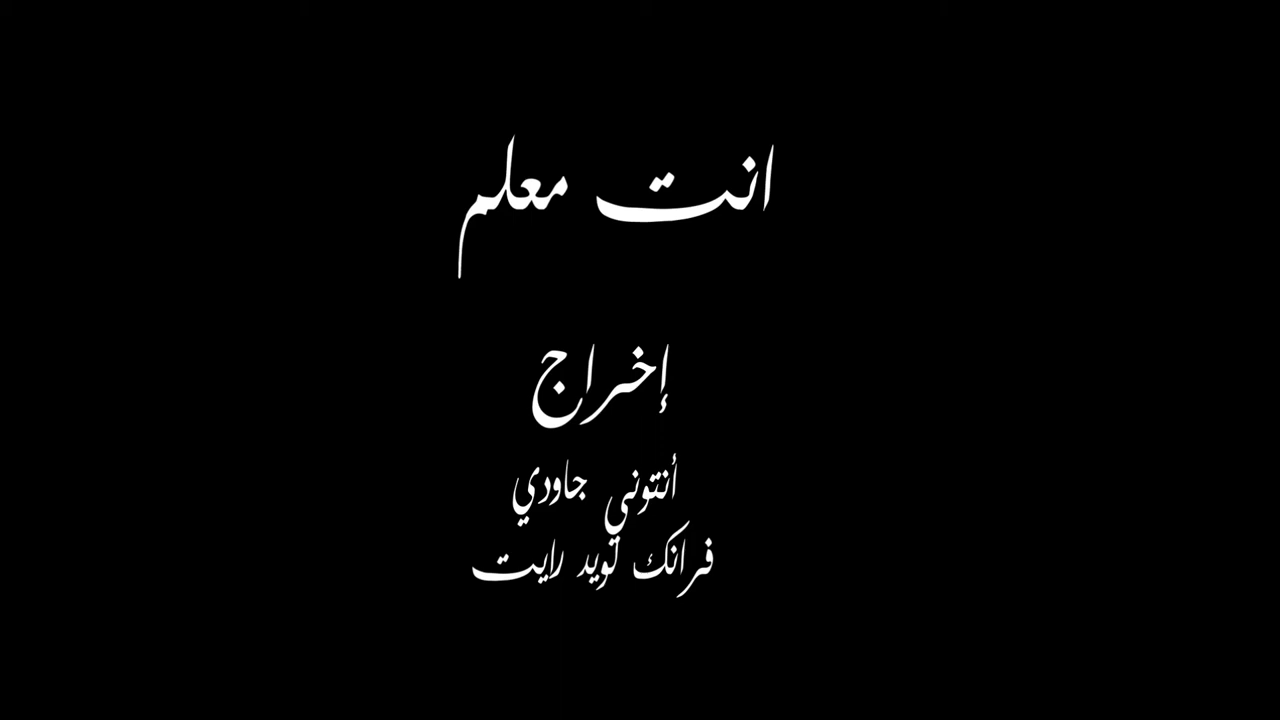 انت معلم
إخراج
أنتوني جاودي
فرانك لويد رايت